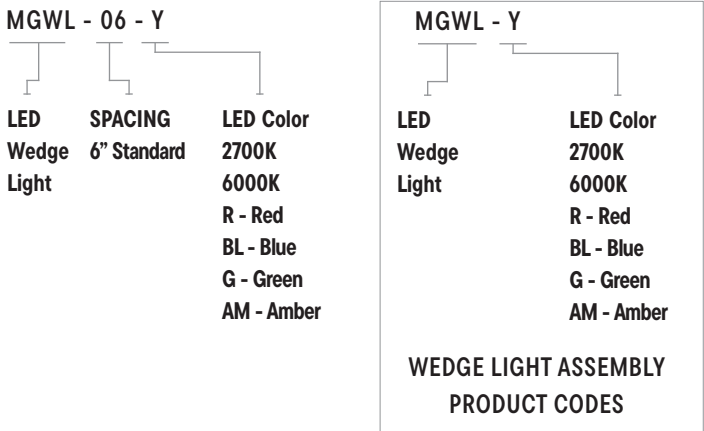 MGWL - 06 - Y
LED SPACING LED Color
Wedge 6” Standard 2700K
Light 6000K
R - Red
BL - Blue
G - Green
AM - Amber
MGWL - Y
LED LED Color
Wedge 2700K
Light 6000K
R - Red
BL - Blue
G - Green
AM - Amber
WEDGE LIGHT ASSEMBLY
PRODUCT CODES